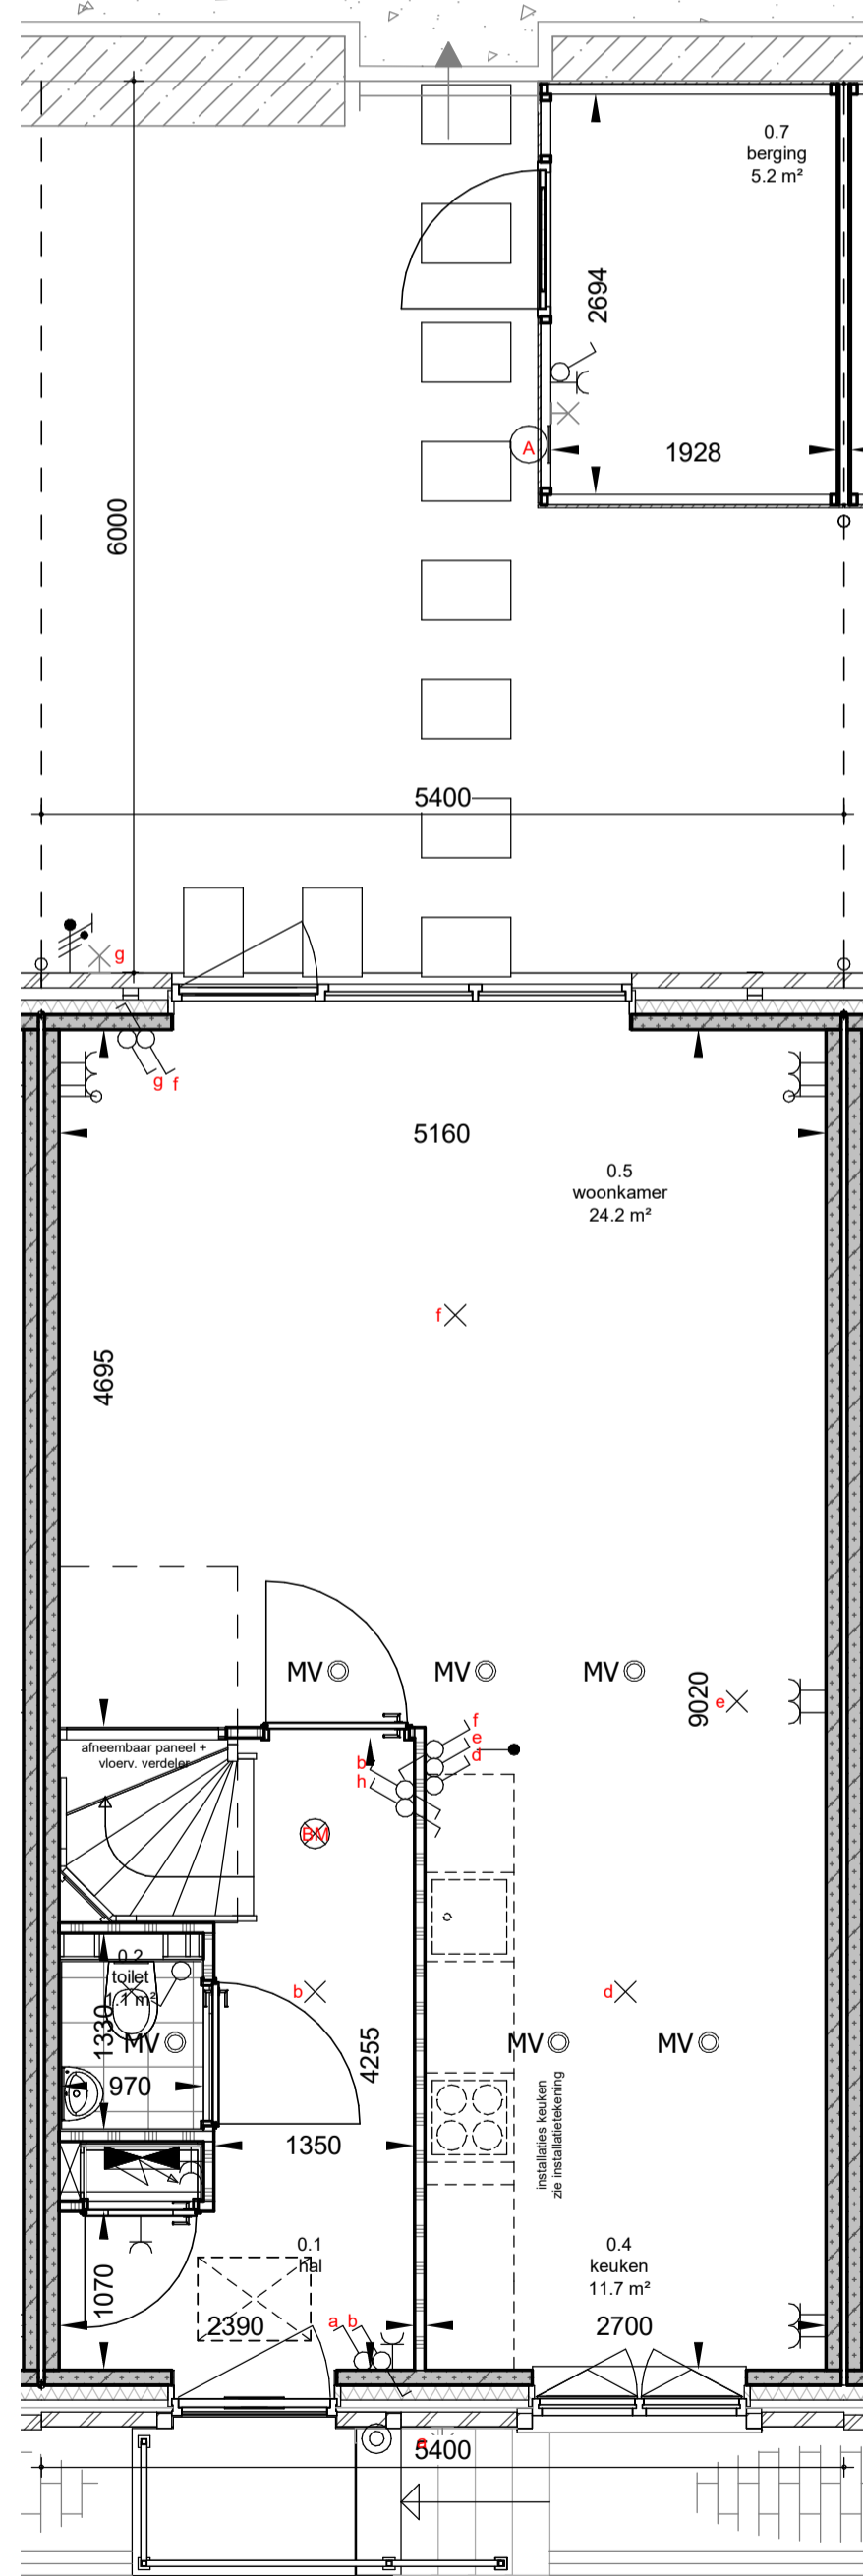 0.7
berging
5.2 m²
2694
A
1928
6000
5400
g
g f
5160
0.5
woonkamer
24.2 m²
f
4695
MV
MV
MV
9020
e
afneembaar paneel +
vloerv. verdeler
f
e
d
b
h
BM
0.2
toilet
1.1 m²
b
d
1330
MV
4255
MV
MV
970
installaties keuken
zie installatietekening
1350
0.1
hal
0.4
keuken
11.7 m²
1070
2390
a b
2700
5400